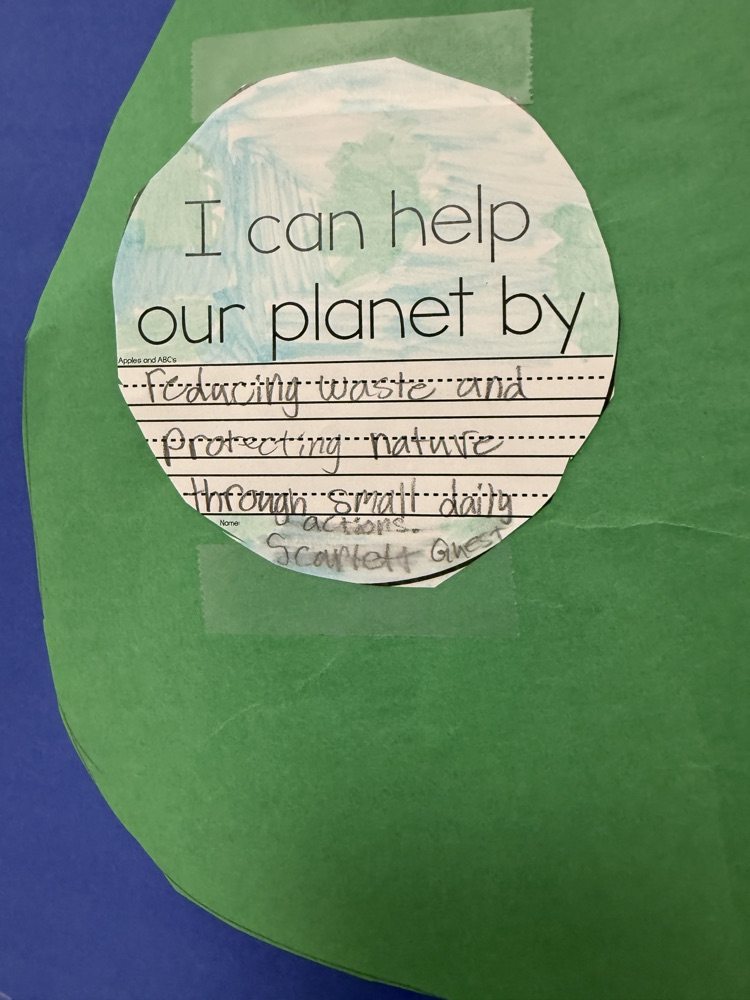 I can help
our planet by
Apples and ABC's
reducing waste and
protecting nature
through small daily
Name:
actions.
Scarlett Guest